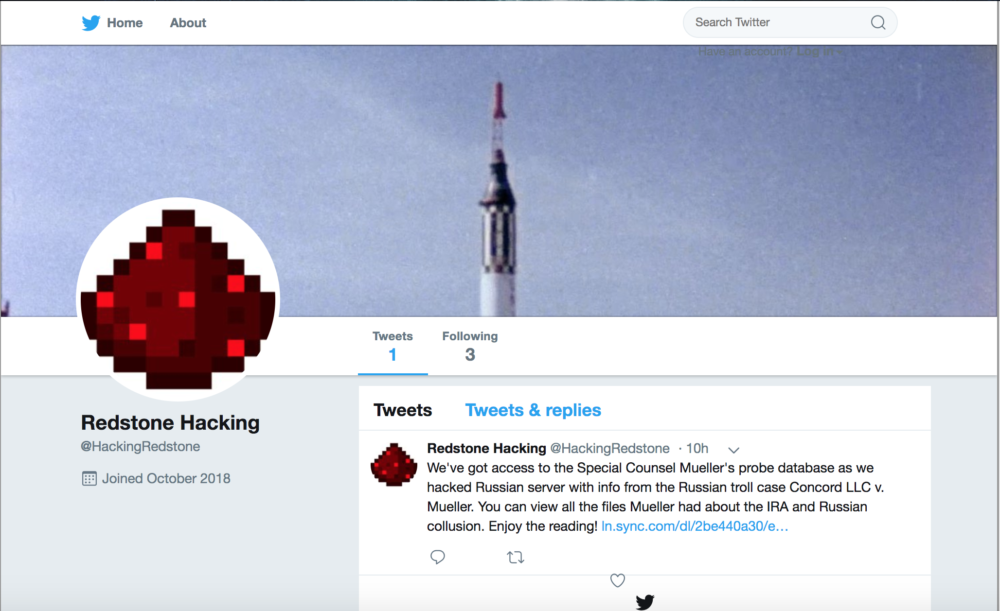 Home About Search Twitter
Have an account? Log in
Tweets Following
1 3
Tweets Tweets & replies
Redstone Hacking
@HackingRedstone
Joined October 2018
Redstone Hacking @HackingRedstone · 10h
We've got access to the Special Counsel Mueller's probe database as we
hacked Russian server with info from the Russian troll case Concord LLC v.
Mueller. You can view all the files Mueller had about the IRA and Russian
collusion. Enjoy the reading! ln.sync.com/dl/2be440a30/e…